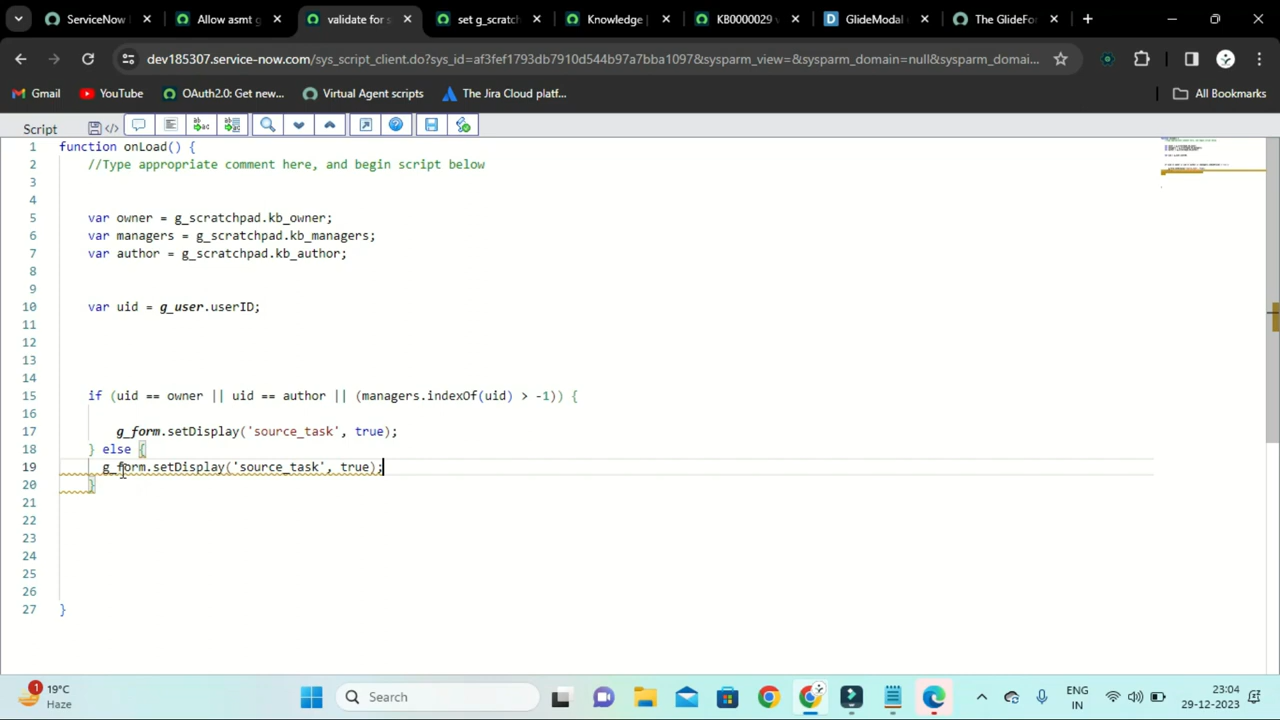 ServiceNow
Allow asmt g
validate for s
set g_scratch
Knowledge
KB0000029
GlideModal
The GlideFor
dev185307.service-now.com/sys_script_client.do?sys_id=af3fef1793db7910d544b97a7bba1097&sysparm_view=&sysparm_domain=null&sysparm_domai...
Gmail
YouTube
OAuth2.0: Get new...
Virtual Agent scripts
The Jira Cloud platf...
All Bookmarks
Script
1 function onLoad() {
2 //Type appropriate comment here, and begin script below
3
4
5 var owner = g_scratchpad.kb_owner;
6 var managers = g_scratchpad.kb_managers;
7 var author = g_scratchpad.kb_author;
8
9
10 var uid = g_user.userID;
11
12
13
14
15 if (uid == owner || uid == author || (managers.indexOf(uid) > -1)) {
16
17 g_form.setDisplay('source_task', true);
18 } else {
19 g_form.setDisplay('source_task', true);
20 }
21
22
23
24
25
26
27 }
1
19°C
Haze
Search
ENG
IN
23:04
29-12-2023